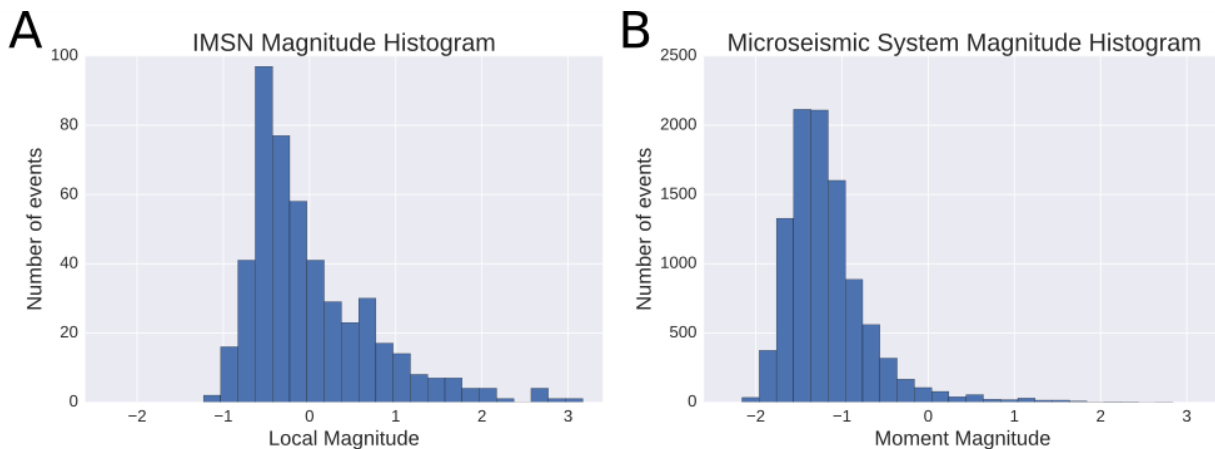 A
IMSN Magnitude Histogram
100
80
60
40
20
0
Number of events
−2 −1 0 1 2 3
Local Magnitude
B
Microseismic System Magnitude Histogram
2500
2000
1500
1000
500
0
Number of events
−2 −1 0 1 2 3
Moment Magnitude